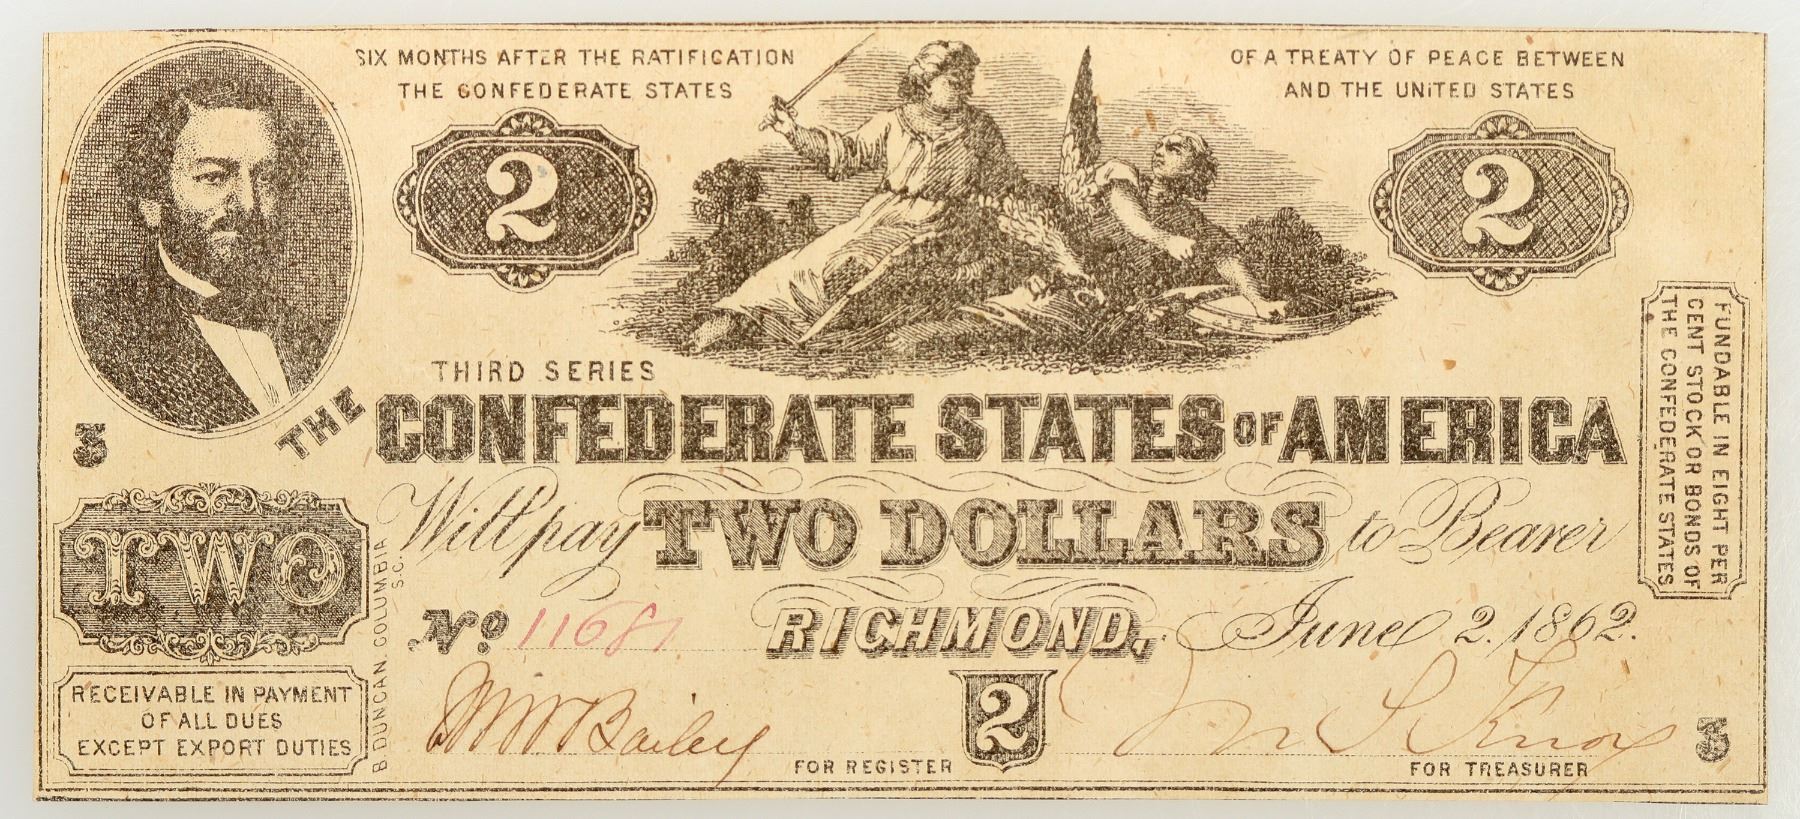 SIX MONTHS AFTER THE RATIFICATION
THE CONFEDERATE STATES
OF A TREATY OF PEACE BETWEEN
AND THE UNITED STATES
2
2
THIRD SERIES
THE CONFEDERATE STATES OF AMERICA
3
Will pay TWO DOLLARS to Bearer
TWO
FUNDABLE IN EIGHT PER
CENT STOCK OR BONDS OF
THE CONFEDERATE STATES
No 11681
RICHMOND, June 2. 1862.
B. DUNCAN, COLUMBIA
S.C.
RECEIVABLE IN PAYMENT
OF ALL DUES
EXCEPT EXPORT DUTIES
Bailey
FOR REGISTER
2
S Knox
FOR TREASURER
3